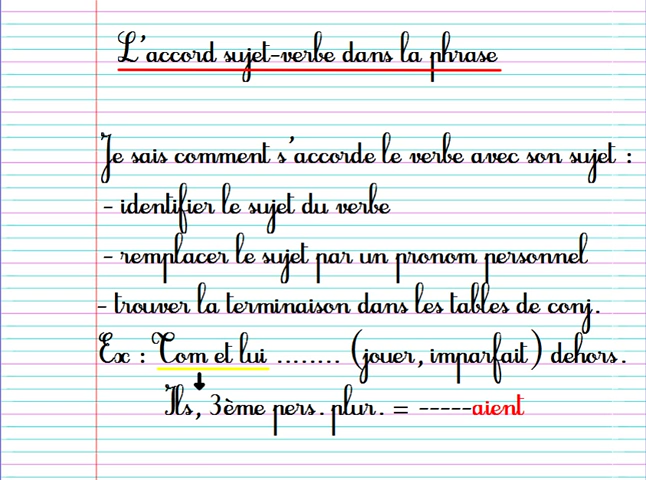 L'accord sujet-verbe dans la phrase
Je sais comment s'accorde le verbe avec son sujet :
- identifier le sujet du verbe
- remplacer le sujet par un pronom personnel
- trouver la terminaison dans les tables de conj.
Ex : Tom et lui ........ (jouer, imparfait) dehors.
Ils, 3ème pers. plur. = -----aient